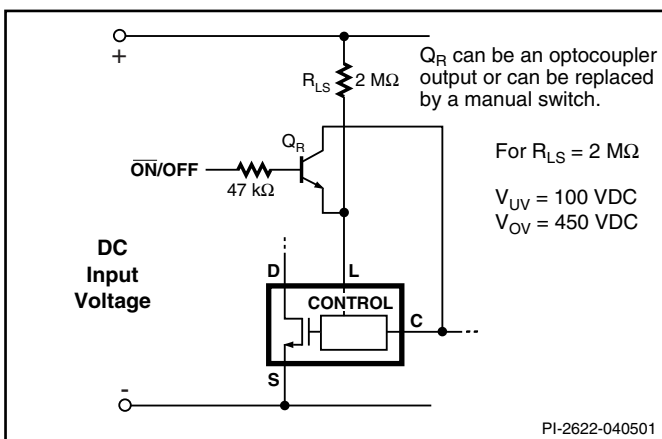 +
R_LS 2 MΩ
Q_R can be an optocoupler
output or can be replaced
by a manual switch.
Q_R
O̅N̅/OFF
47 kΩ
For R_LS = 2 MΩ
V_UV = 100 VDC
V_OV = 450 VDC
DC
Input
Voltage
D
L
CONTROL
C
S
-
PI-2622-040501